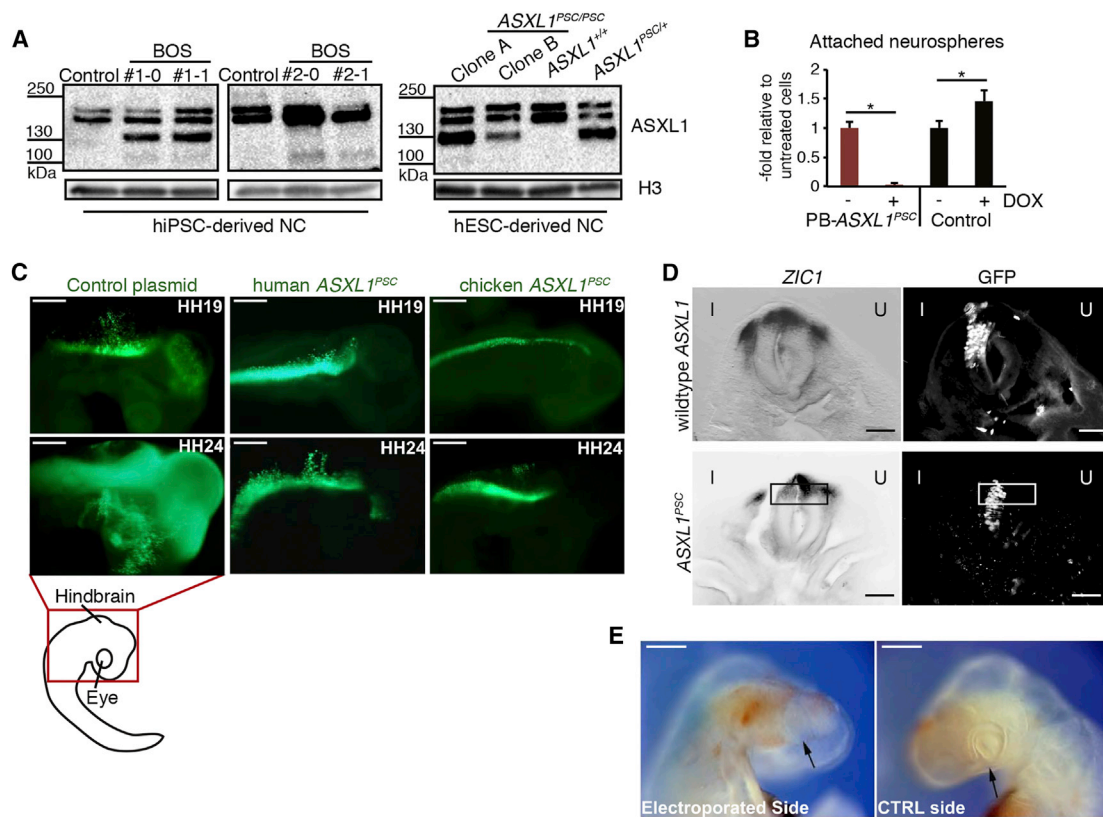 A
BOS
Control #1-0 #1-1
BOS
Control #2-0 #2-1
ASXL1PSC/PSC
Clone A Clone B ASXL1+/+ ASXL1PSC/+
250
130
100
kDa
250
130
100
kDa
ASXL1
H3
hiPSC-derived NC
hESC-derived NC
B
Attached neurospheres
-fold relative to
untreated cells
2
1.5
1
0.5
0
*
*
- + - + DOX
PB-ASXL1PSC Control
C
Control plasmid
human ASXL1PSC
chicken ASXL1PSC
HH19
HH19
HH19
HH24
HH24
HH24
Hindbrain
Eye
D
ZIC1
GFP
wildtype ASXL1
I U
I U
ASXL1PSC
I U
I U
E
Electroporated Side
CTRL side